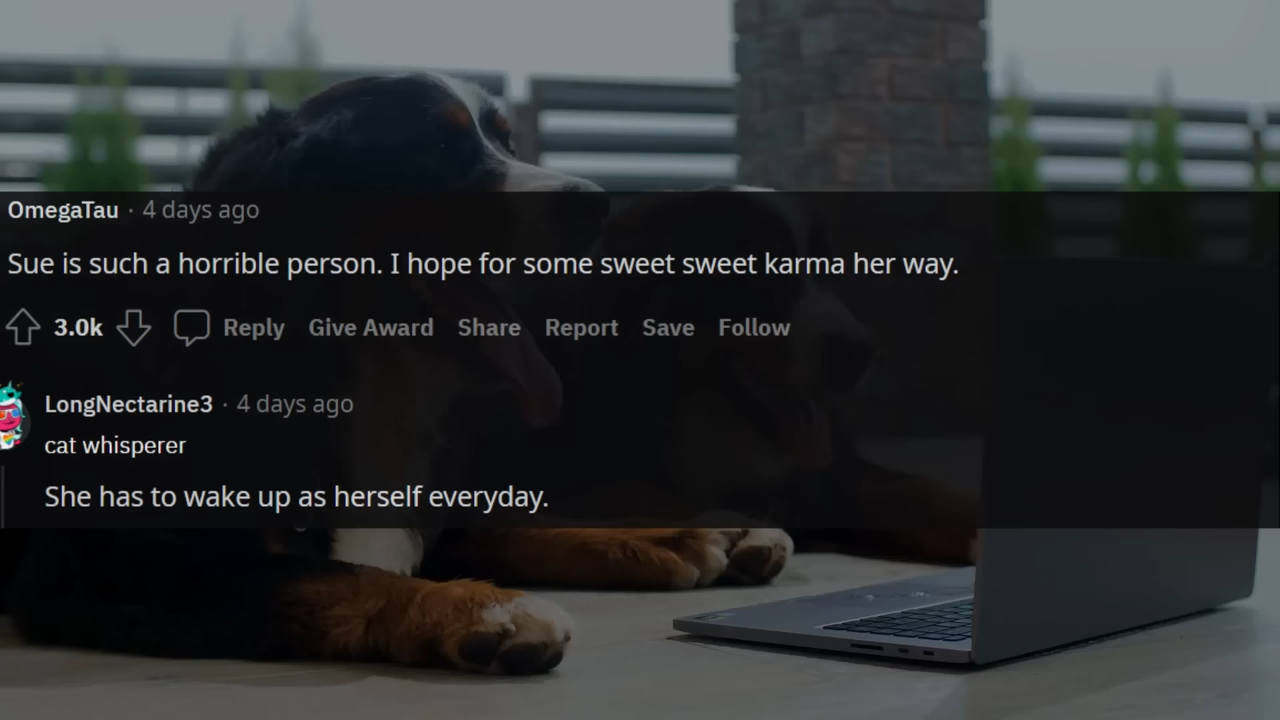 OmegaTau · 4 days ago
Sue is such a horrible person. I hope for some sweet sweet karma her way.
3.0k Reply Give Award Share Report Save Follow
LongNectarine3 · 4 days ago
cat whisperer
She has to wake up as herself everyday.